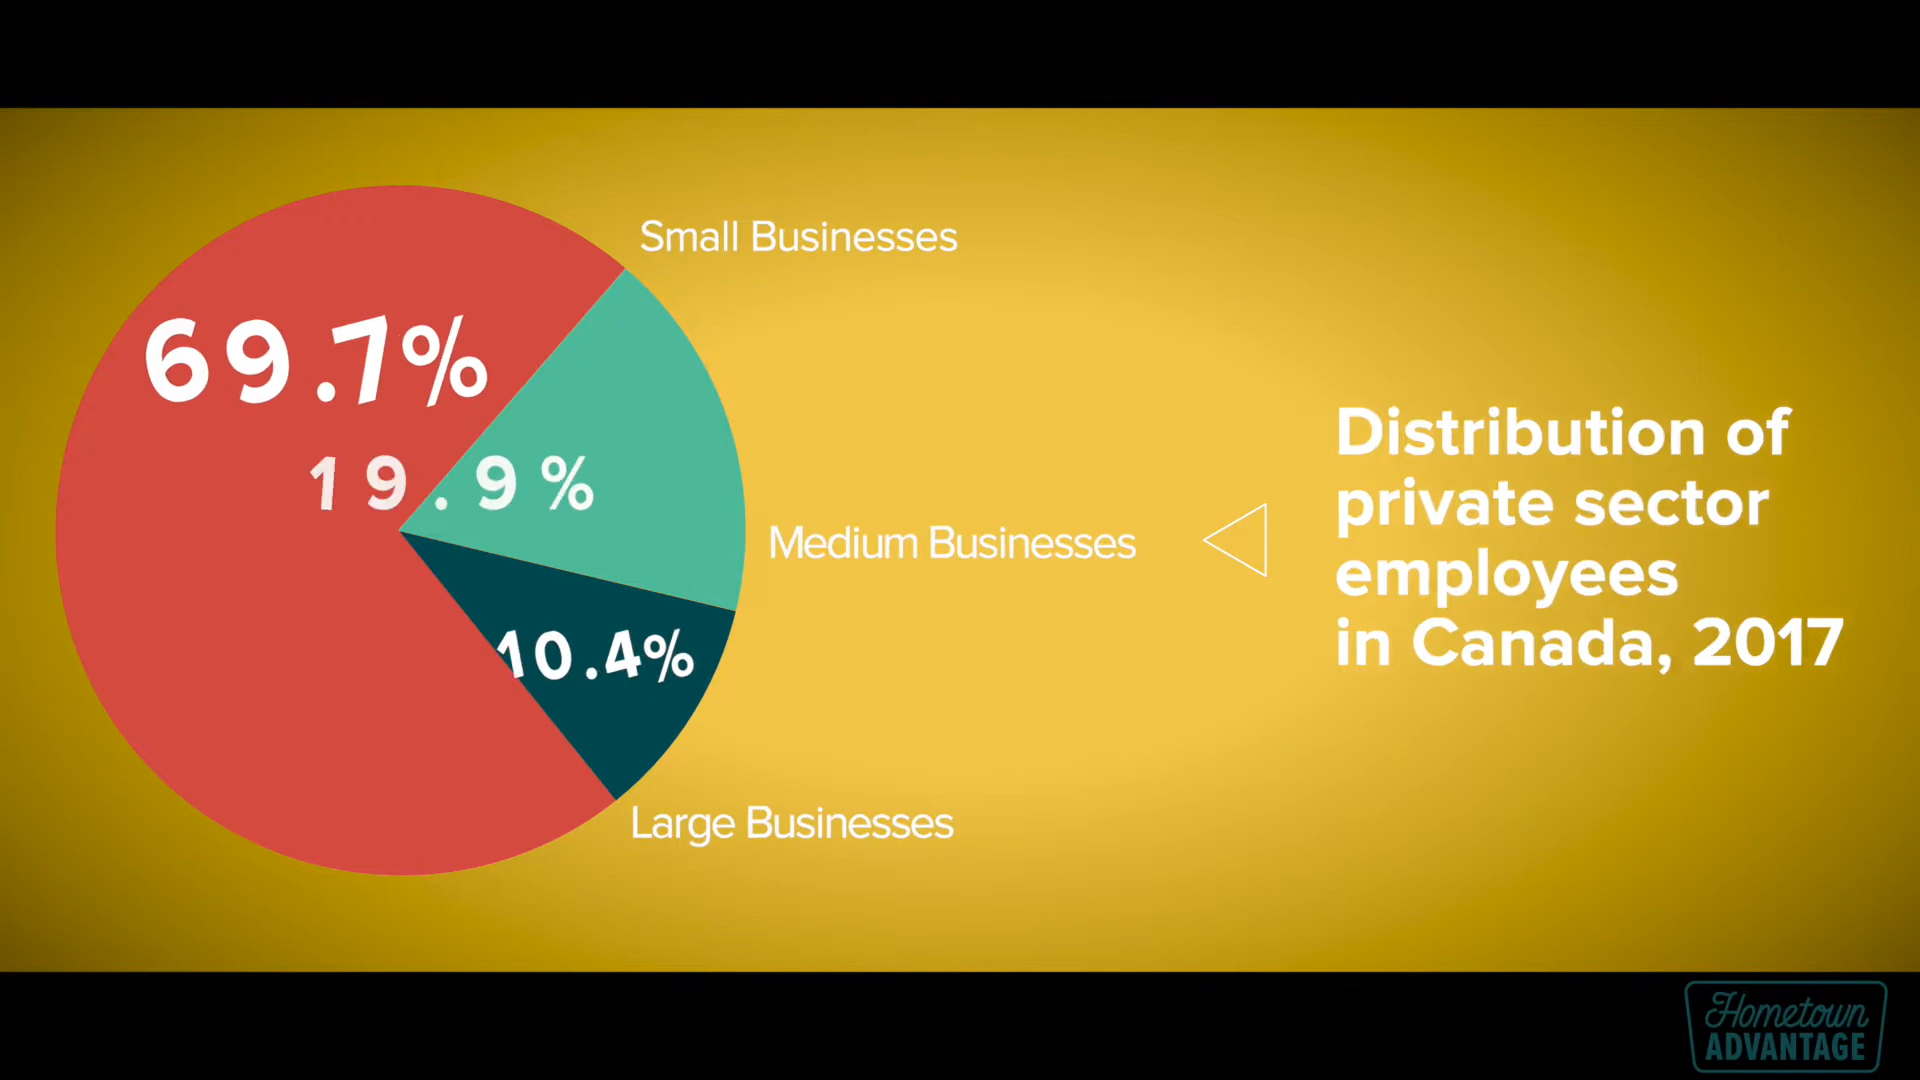 Small Businesses
69.7%
19.9%
Medium Businesses
10.4%
Large Businesses
Distribution of
private sector
employees
in Canada, 2017
Hometown
ADVANTAGE